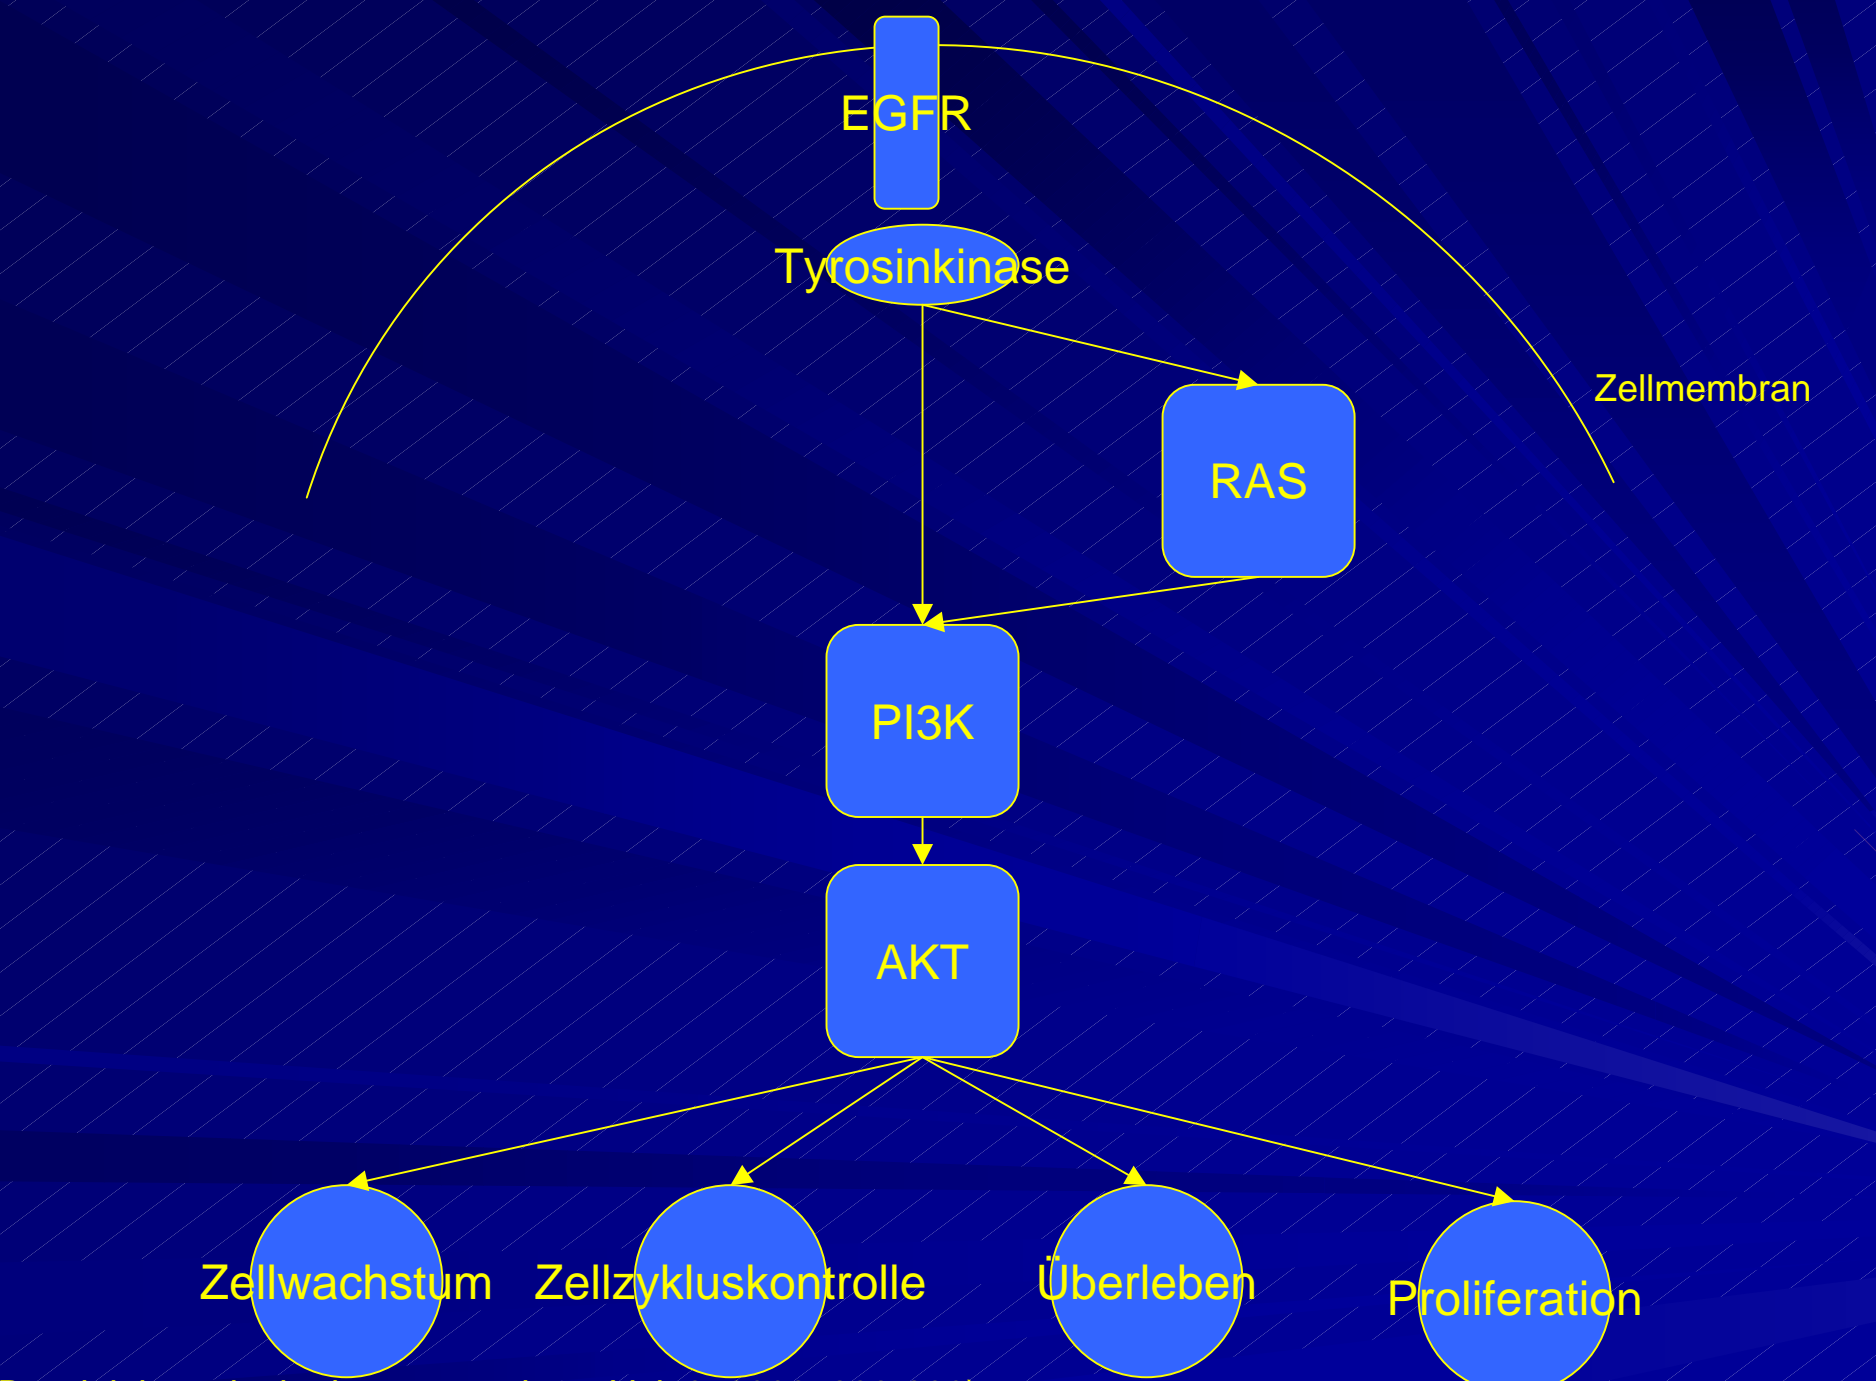 EGFR
Tyrosinkinase
Zellmembran
RAS
PI3K
AKT
Zellwachstum
Zellzykluskontrolle
Überleben
Proliferation